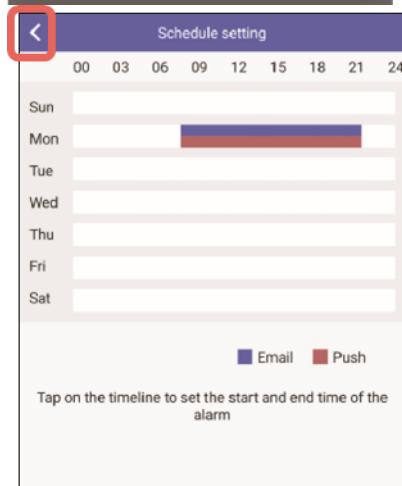 Schedule setting
00 03 06 09 12 15 18 21 24
Sun
Mon
Tue
Wed
Thu
Fri
Sat
Email Push
Tap on the timeline to set the start and end time of the
alarm